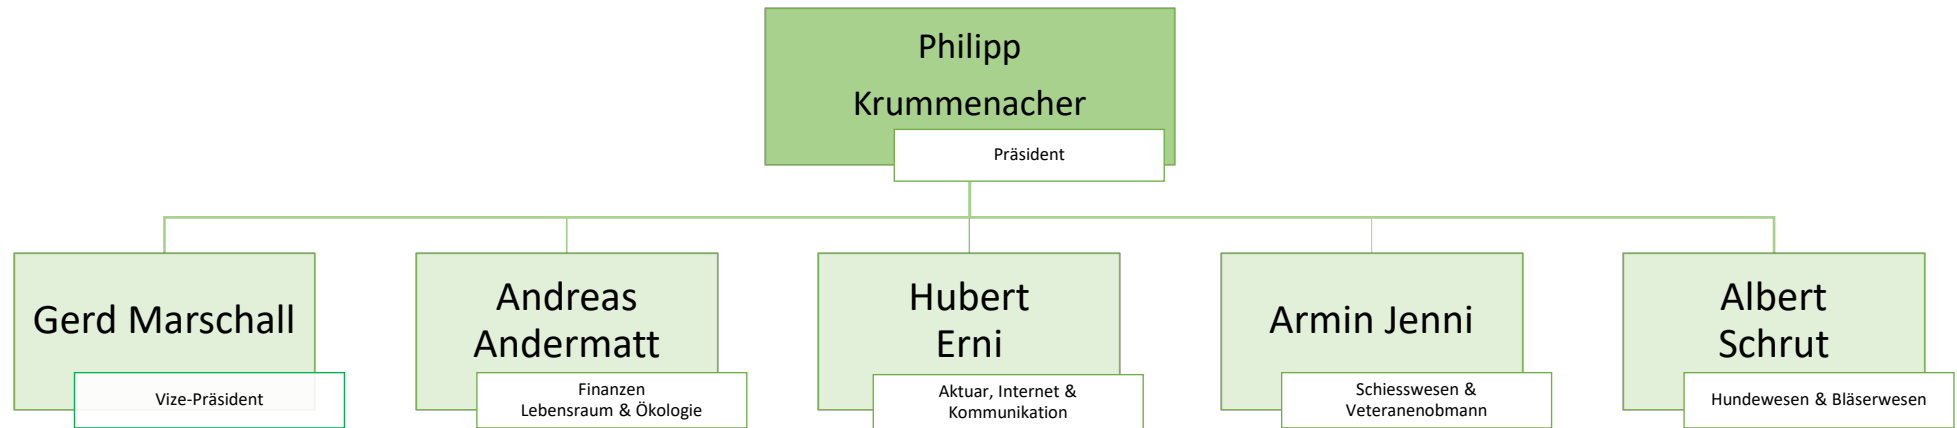 Philipp
Krummenacher
Präsident
Gerd Marschall
Vize-Präsident
Andreas
Andermatt
Finanzen
Lebensraum & Ökologie
Hubert
Erni
Aktuar, Internet &
Kommunikation
Armin Jenni
Schiesswesen &
Veteranenobmann
Albert
Schrut
Hundewesen & Bläserwesen